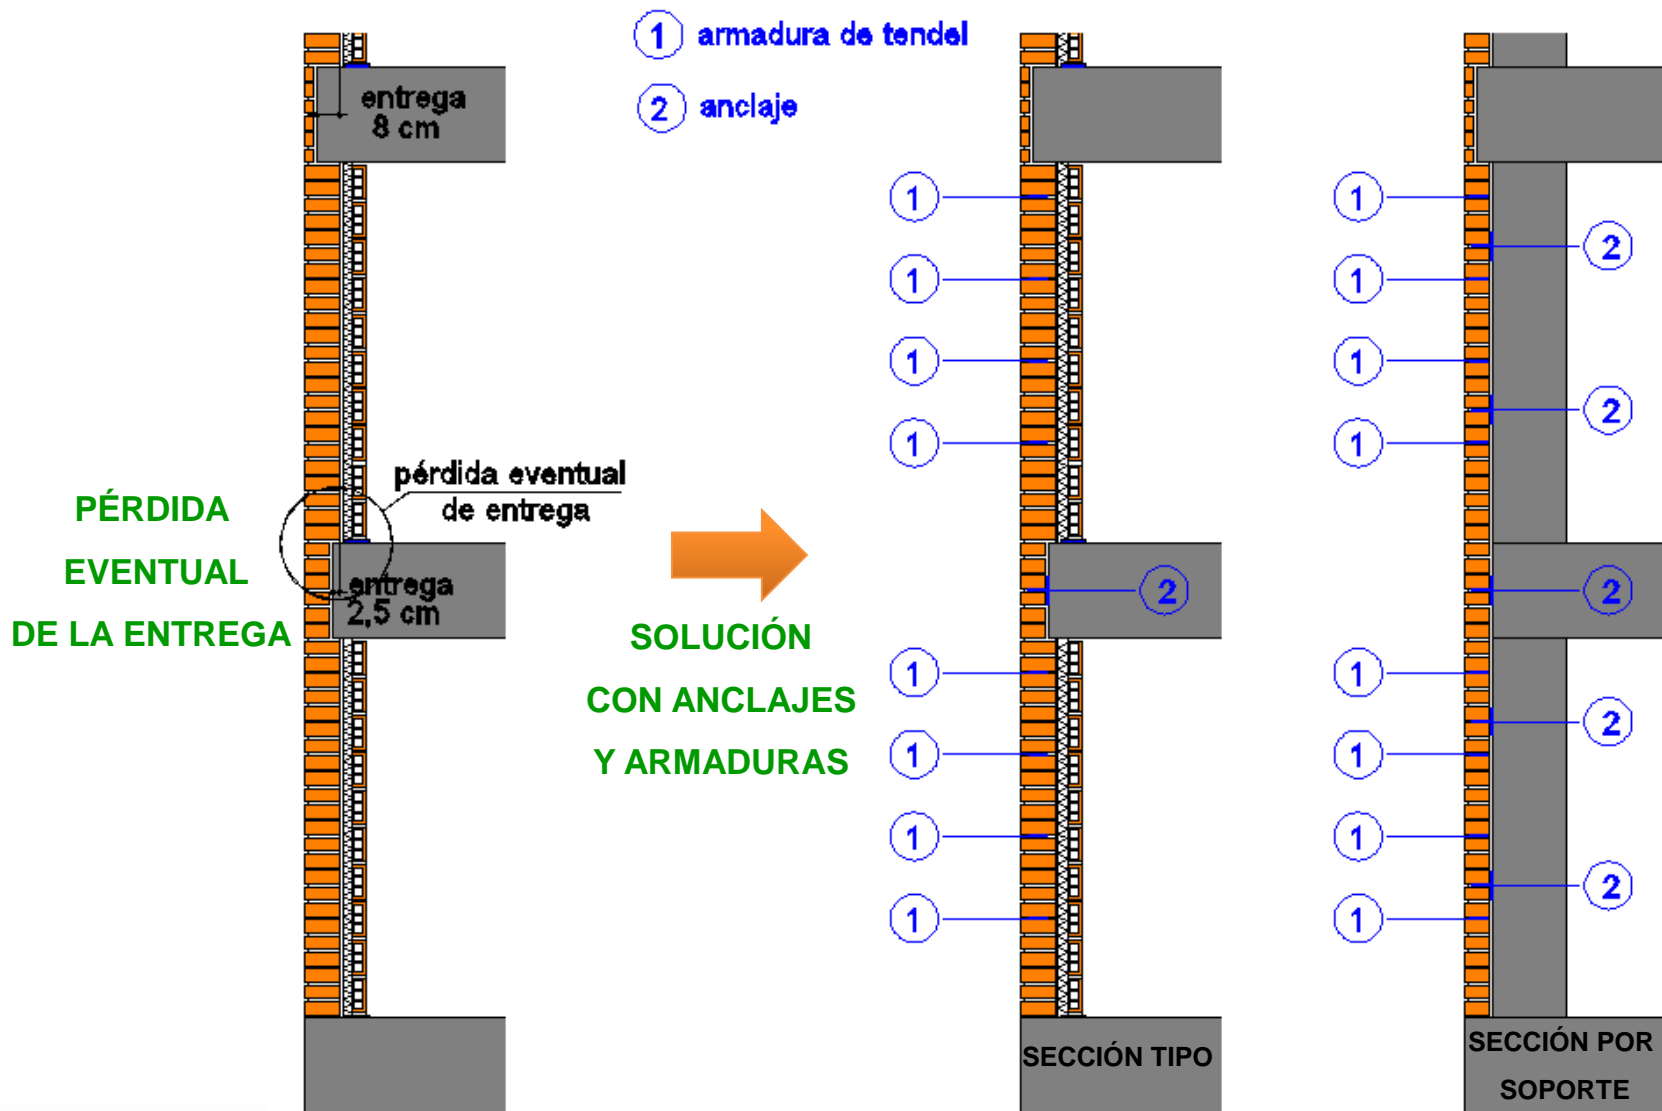 1 armadura de tendel
2 anclaje
entrega
8 cm
pérdida eventual
de entrega
entrega
2,5 cm
PÉRDIDA
EVENTUAL
DE LA ENTREGA
SOLUCIÓN
CON ANCLAJES
Y ARMADURAS
1
1
1
1
2
1
1
1
1
SECCIÓN TIPO
1
2
1
1
2
1
2
1
2
1
1
2
1
SECCIÓN POR
SOPORTE